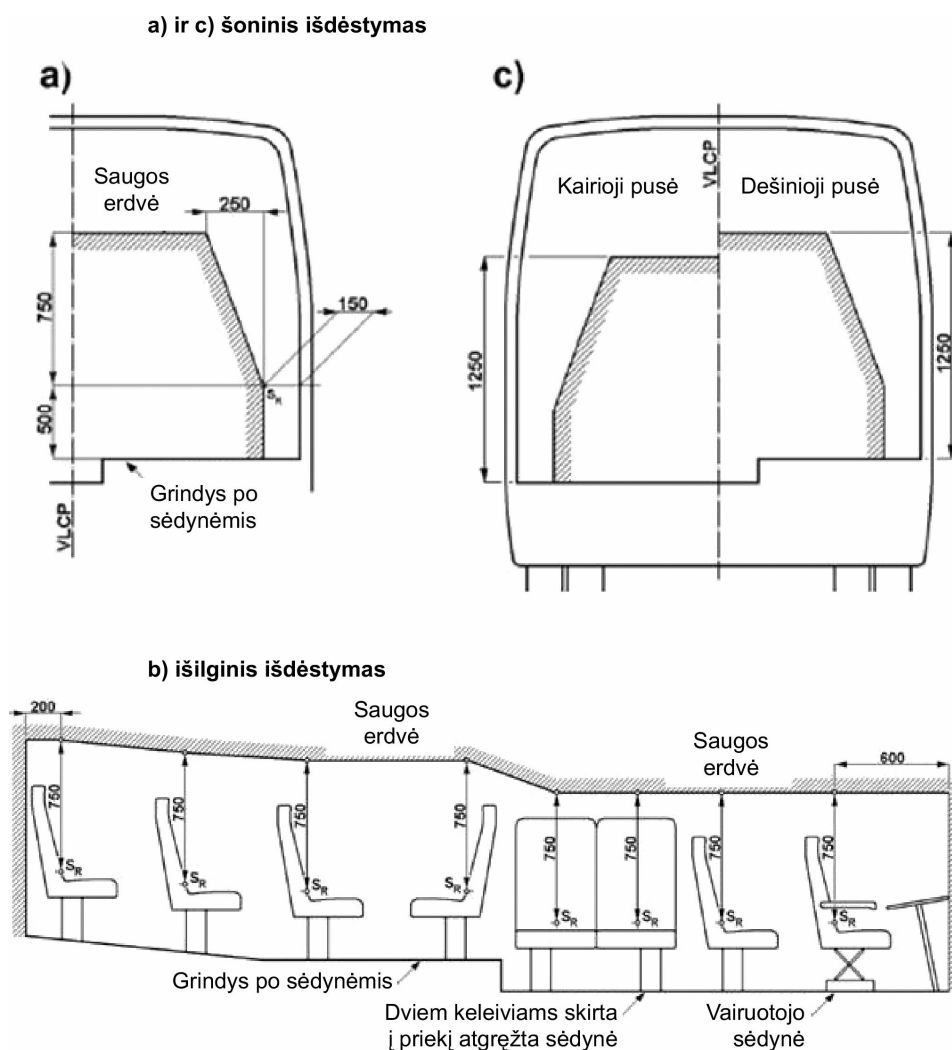 a) ir c) šoninis išdėstymas
a)
c)
Saugos
erdvė
250
750
150
500
S_R
Grindys po
sėdynėmis
VLCP
VLCP
Kairioji pusė
Dešinioji pusė
1250
1250
b) išilginis išdėstymas
200
Saugos
erdvė
Saugos
erdvė
600
750
750
750
750
750
750
750
750
S_R
S_R
S_R
S_R
S_R
S_R
S_R
S_R
Grindys po sėdynėmis
Dviem keleiviams skirta
į priekį atgręžta sėdynė
Vairuotojo
sėdynė